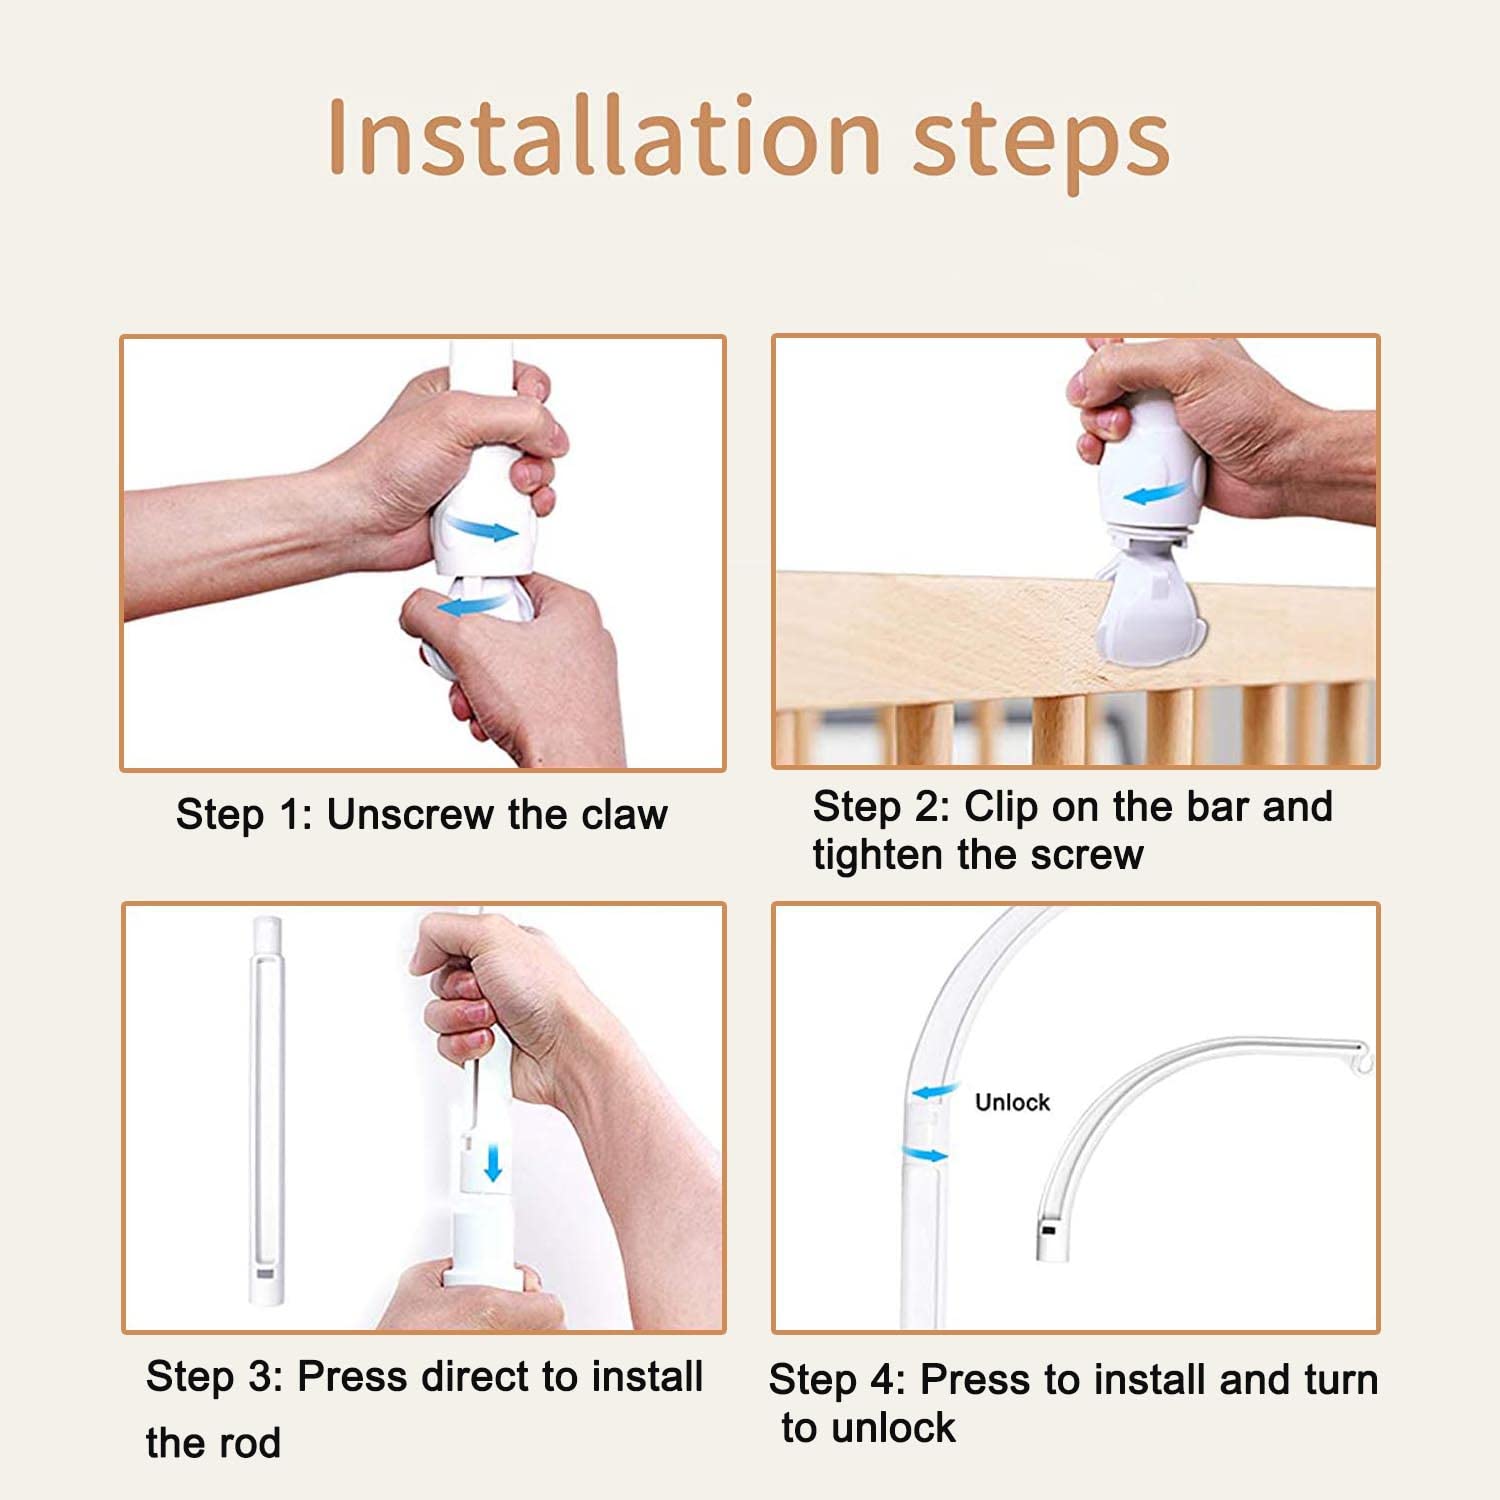 Installation steps
Step 1: Unscrew the claw
Step 2: Clip on the bar and
tighten the screw
Unlock
Step 3: Press direct to install
the rod
Step 4: Press to install and turn
to unlock